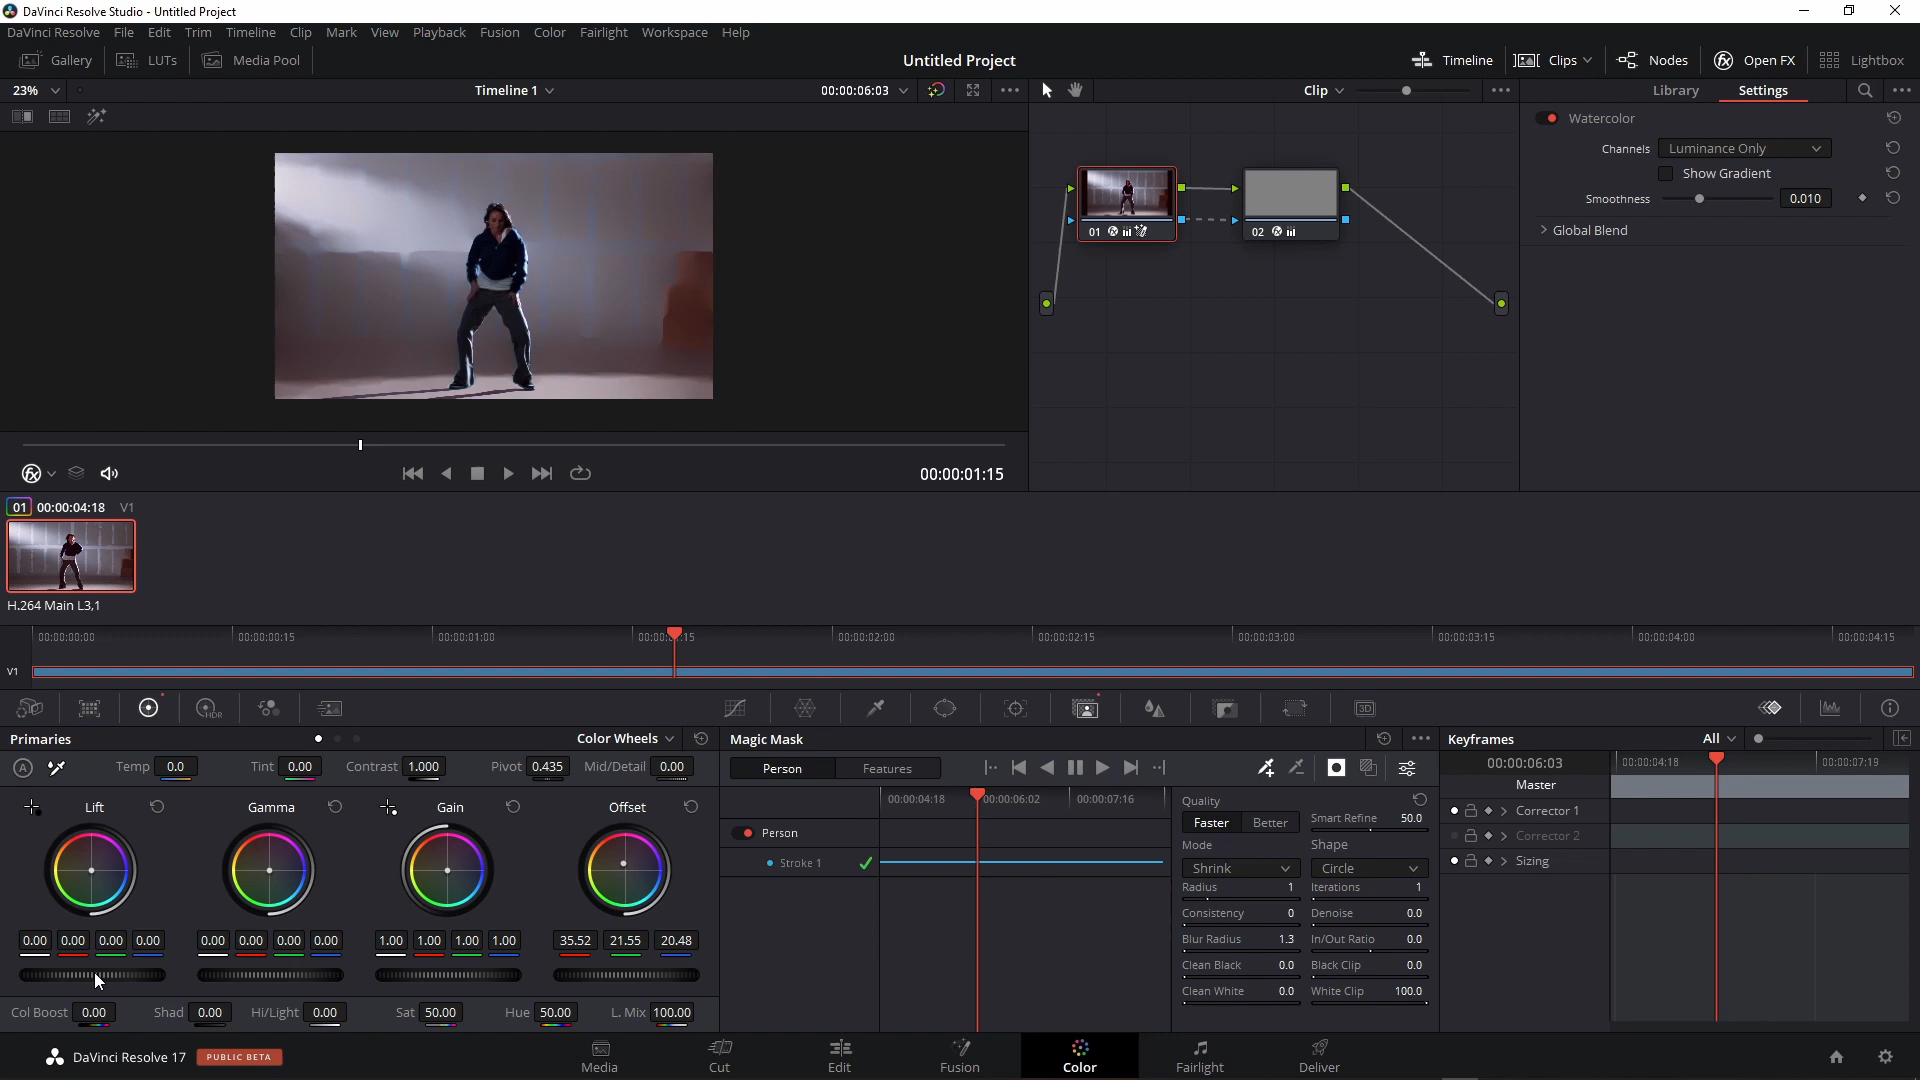 DaVinci Resolve Studio - Untitled Project
DaVinci Resolve File Edit Trim Timeline Clip Mark View Playback Fusion Color Fairlight Workspace Help
Gallery LUTs Media Pool Untitled Project Timeline Clips Nodes Open FX Lightbox
23% Timeline 1 00:00:06:03 Clip Library Settings
Watercolor
Channels Luminance Only
Show Gradient
Smoothness 0.010
Global Blend
01 02
00:00:01:15
01 00:00:04:18 V1
H.264 Main L3,1
00:00:00:00 00:00:00:15 00:00:01:00 00:00:02:00 00:00:02:15 00:00:03:00 00:00:03:15 00:00:04:00 00:00:04:15
V1
HDR 3D
Primaries Color Wheels Magic Mask Keyframes All
A Temp 0.0 Tint 0.00 Contrast 1.000 Pivot 0.435 Mid/Detail 0.00 Person Features 00:00:06:03 00:00:04:18 00:00:07:19
Master
Lift Gamma Gain Offset 00:00:04:18 00:00:06:02 00:00:07:16 Quality
Faster Better Smart Refine 50.0 Corrector 1
Person Mode Shape Corrector 2
Stroke 1 Shrink Circle Sizing
Radius 1 Iterations 1
Consistency 0 Denoise 0.0
0.00 0.00 0.00 0.00 0.00 0.00 0.00 0.00 1.00 1.00 1.00 1.00 35.52 21.55 20.48 Blur Radius 1.3 In/Out Ratio 0.0
Clean Black 0.0 Black Clip 0.0
Clean White 0.0 White Clip 100.0
Col Boost 0.00 Shad 0.00 Hi/Light 0.00 Sat 50.00 Hue 50.00 L. Mix 100.00
DaVinci Resolve 17 PUBLIC BETA Media Cut Edit Fusion Color Fairlight Deliver